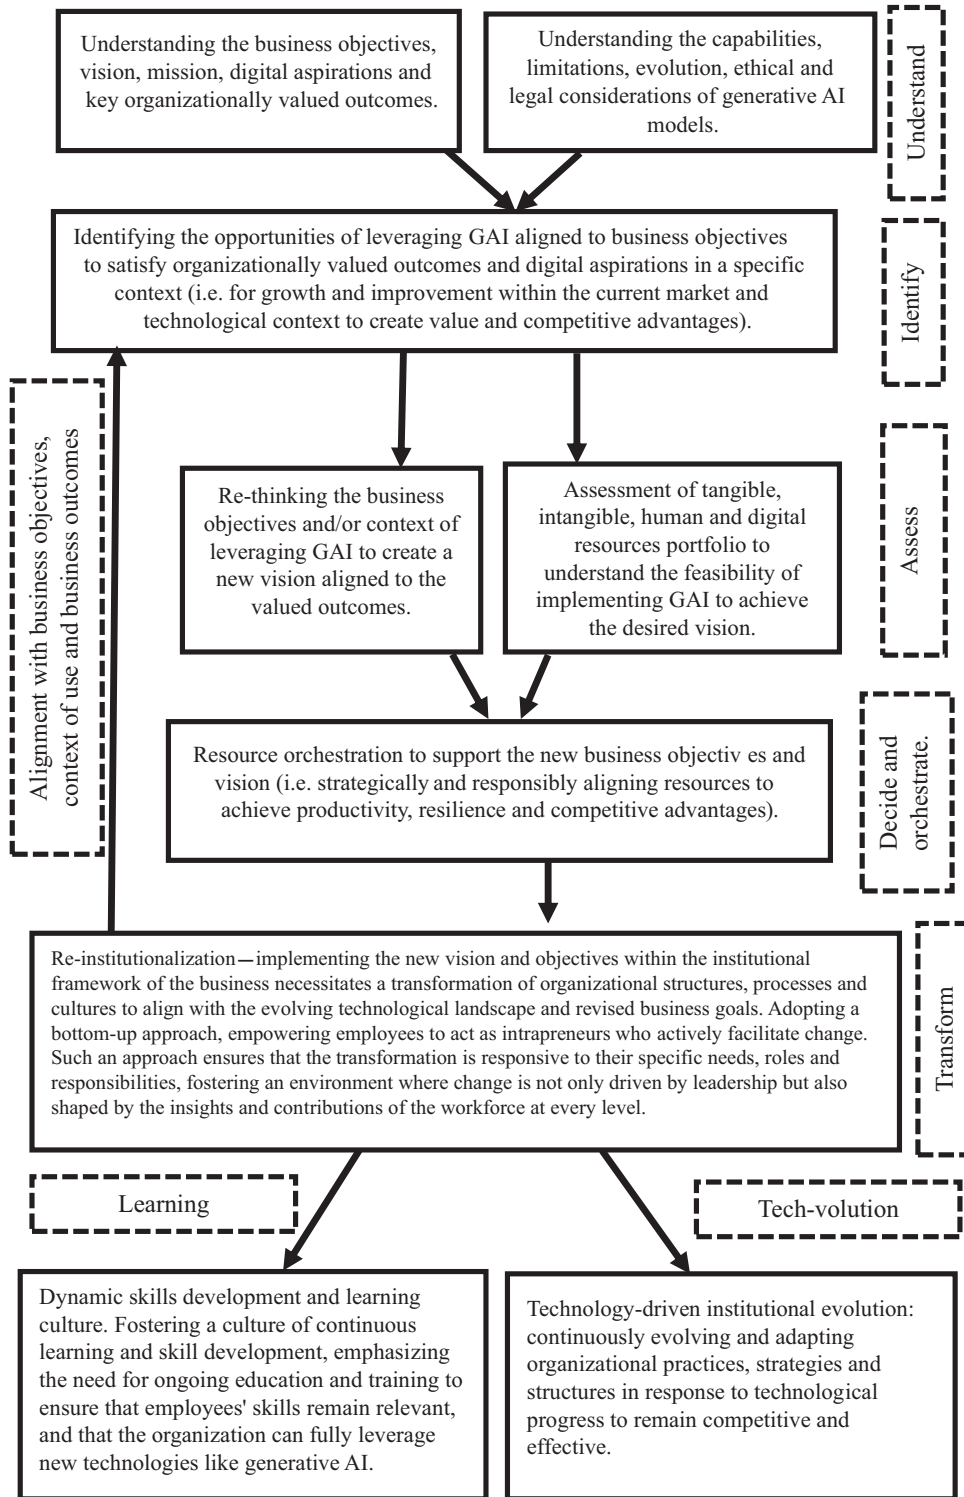 Understanding the business objectives,
vision, mission, digital aspirations and
key organizationally valued outcomes.
Understanding the capabilities,
limitations, evolution, ethical and
legal considerations of generative AI
models.
Understand
Identifying the opportunities of leveraging GAI aligned to business objectives
to satisfy organizationally valued outcomes and digital aspirations in a specific
context (i.e. for growth and improvement within the current market and
technological context to create value and competitive advantages).
Identify
Alignment with business objectives,
context of use and business outcomes
Re-thinking the business
objectives and/or context of
leveraging GAI to create a
new vision aligned to the
valued outcomes.
Assessment of tangible,
intangible, human and digital
resources portfolio to
understand the feasibility of
implementing GAI to achieve
the desired vision.
Assess
Resource orchestration to support the new business objectiv es and
vision (i.e. strategically and responsibly aligning resources to
achieve productivity, resilience and competitive advantages).
Decide and
orchestrate.
Re-institutionalization—implementing the new vision and objectives within the institutional
framework of the business necessitates a transformation of organizational structures, processes and
cultures to align with the evolving technological landscape and revised business goals. Adopting a
bottom-up approach, empowering employees to act as intrapreneurs who actively facilitate change.
Such an approach ensures that the transformation is responsive to their specific needs, roles and
responsibilities, fostering an environment where change is not only driven by leadership but also
shaped by the insights and contributions of the workforce at every level.
Transform
Learning
Tech-volution
Dynamic skills development and learning
culture. Fostering a culture of continuous
learning and skill development, emphasizing
the need for ongoing education and training to
ensure that employees' skills remain relevant,
and that the organization can fully leverage
new technologies like generative AI.
Technology-driven institutional evolution:
continuously evolving and adapting
organizational practices, strategies and
structures in response to technological
progress to remain competitive and
effective.